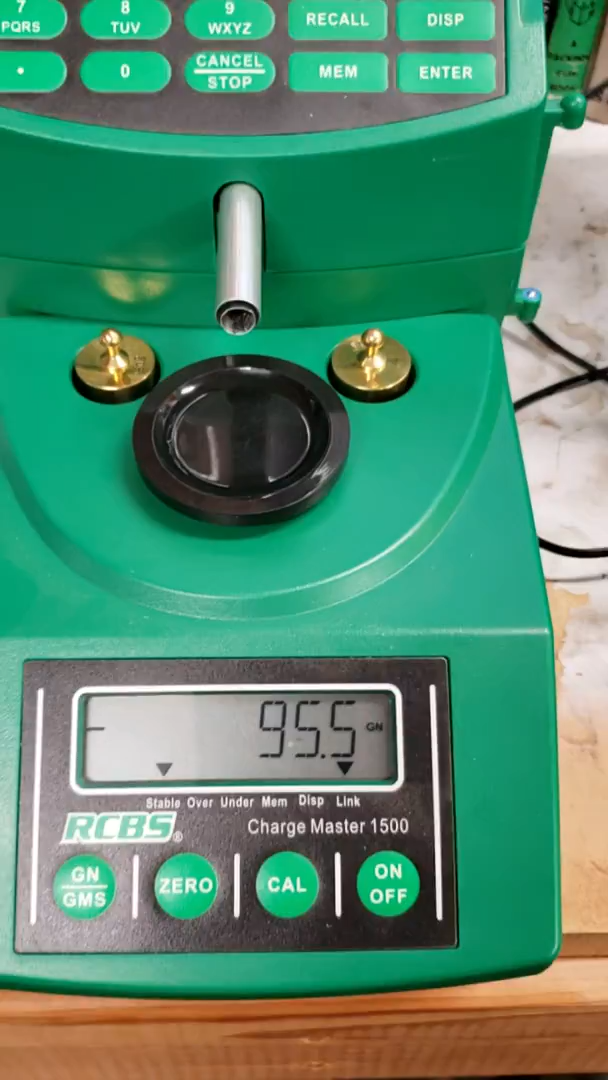 7 8 9 RECALL DISP
PQRS TUV WXYZ
• 0 CANCEL MEM ENTER
STOP
- 95.5 GN
Stable Over Under Mem Disp Link
RCBS® Charge Master 1500
GN ZERO CAL ON
GMS OFF